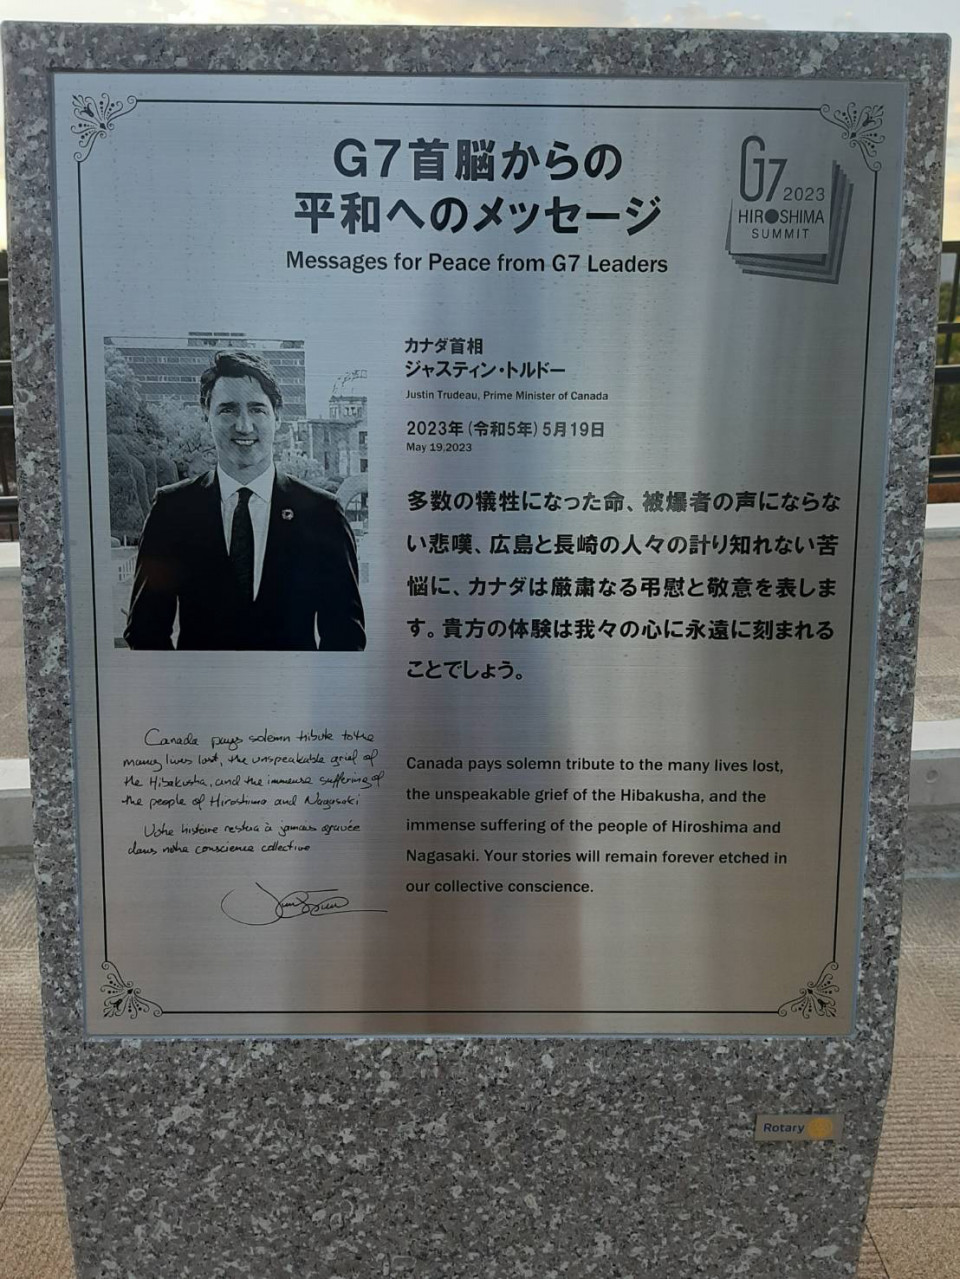 G7首脳からの
平和へのメッセージ
Messages for Peace from G7 Leaders
G7 2023
HIROSHIMA
SUMMIT
カナダ首相
ジャスティン・トルドー
Justin Trudeau, Prime Minister of Canada
2023年(令和5年)5月19日
May 19,2023
多数の犠牲になった命、被爆者の声にならな
い悲嘆、広島と長崎の人々の計り知れない苦
悩に、カナダは厳粛なる弔慰と敬意を表しま
す。貴方の体験は我々の心に永遠に刻まれる
ことでしょう。
Canada pays solemn tribute to the
many lives lost, the unspeakable grief of
the Hibakusha, and the immense suffering of
the people of Hiroshima and Nagasaki
Votre histoire restera à jamais gravée
dans notre conscience collective
Canada pays solemn tribute to the many lives lost,
the unspeakable grief of the Hibakusha, and the
immense suffering of the people of Hiroshima and
Nagasaki. Your stories will remain forever etched in
our collective conscience.
Rotary